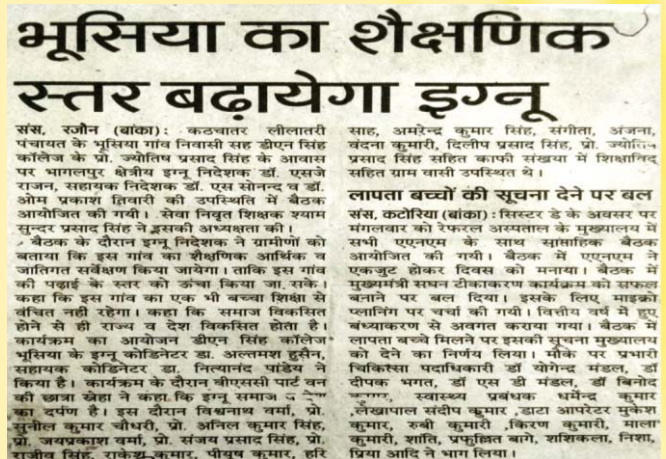 भूसिया का शैक्षणिक
स्तर बढ़ायेगा इग्नू
संस, रजौन (बांका): कठचातर लीलातरी
पंचायत के भूसिया गांव निवासी सह डीएन सिंह
कॉलेज के प्रो. ज्योतिष प्रसाद सिंह के आवास
पर भागलपुर क्षेत्रीय इग्नू निदेशक डॉ. एसजे
राजन, सहायक निदेशक डॉ. एस सोनन्द व डॉ.
ओम प्रकाश तिवारी की उपस्थिति में बैठक
आयोजित की गयी। सेवा निवृत शिक्षक श्याम
सुन्दर प्रसाद सिंह ने इसकी अध्यक्षता की।
बैठक के दौरान इग्नू निदेशक ने ग्रामीणों को
बताया कि इस गांव का शैक्षणिक आर्थिक व
जातिगत सर्वेक्षण किया जायेगा। ताकि इस गांव
की पढ़ाई के स्तर को ऊंचा किया जा सके।
कहा कि इस गांव का एक भी बच्चा शिक्षा से
वंचित नही रहेगा। कहा कि समाज विकसित
होने से ही राज्य व देश विकसित होता है।
कार्यक्रम का आयोजन डीएन सिंह कॉलेज
भूसिया के इग्नू कोडिनेटर डा. अल्तमश हुसैन,
सहायक कोडिनेटर डा. नित्यानंद पांडेय ने
किया है। कार्यक्रम के दौरान बीएससी पार्ट वन
की छात्रा स्नेहा ने कहा कि इग्नू समाज
का दर्पण है। इस दौरान विश्वनाथ वर्मा, प्रो.
सुनील कुमार चौधरी, प्रो. अनिल कुमार सिंह,
प्रो. जयप्रकाश वर्मा, प्रो. संजय प्रसाद सिंह, प्रो.
राजीव सिंह, राकेश कुमार, पीयूष कुमार, हरि
साह, अमरेन्द्र कुमार सिंह, संगीता, अंजना,
वंदना कुमारी, दिलीप प्रसाद सिंह, प्रो. ज्योतिष
प्रसाद सिंह सहित काफी संखया में शिक्षाविद्
सहित ग्राम वासी उपस्थित थे।
लापता बच्चों की सूचना देने पर बल
संस, कटोरिया (बांका): सिस्टर डे के अवसर पर
मंगलवार को रेफरल अस्पताल के मुख्यालय में
सभी एएनएम के साथ साप्ताहिक बैठक
आयोजित की गयी। बैठक में एएनएम ने
एकजुट होकर दिवस को मनाया। बैठक में
मुख्यमंत्री सघन टीकाकरण कार्यक्रम को सफल
बनाने पर बल दिया। इसके लिए माइक्रो
प्लानिंग पर चर्चा की गयी। वित्तीय वर्ष में हुए
बंध्याकरण से अवगत कराया गया। बैठक में
लापता बच्चे मिलने पर इसकी सूचना मुख्यालय
को देने का निर्णय लिया। मौके पर प्रभारी
चिकित्सा पदाधिकारी डॉ योगेन्द्र मंडल, डॉ
दीपक भगत, डॉ एस डी मंडल, डॉ बिनोद
स्वास्थ्य प्रबंधक धर्मेन्द्र कुमार
,लेखापाल संदीप कुमार ,डाटा आपरेटर मुकेश
कुमार, रुबी कुमारी ,किरण कुमारी, माला
कुमारी, शांति, प्रफुल्लित बागे, शशिकला, निशा,
प्रिया आदि ने भाग लिया।